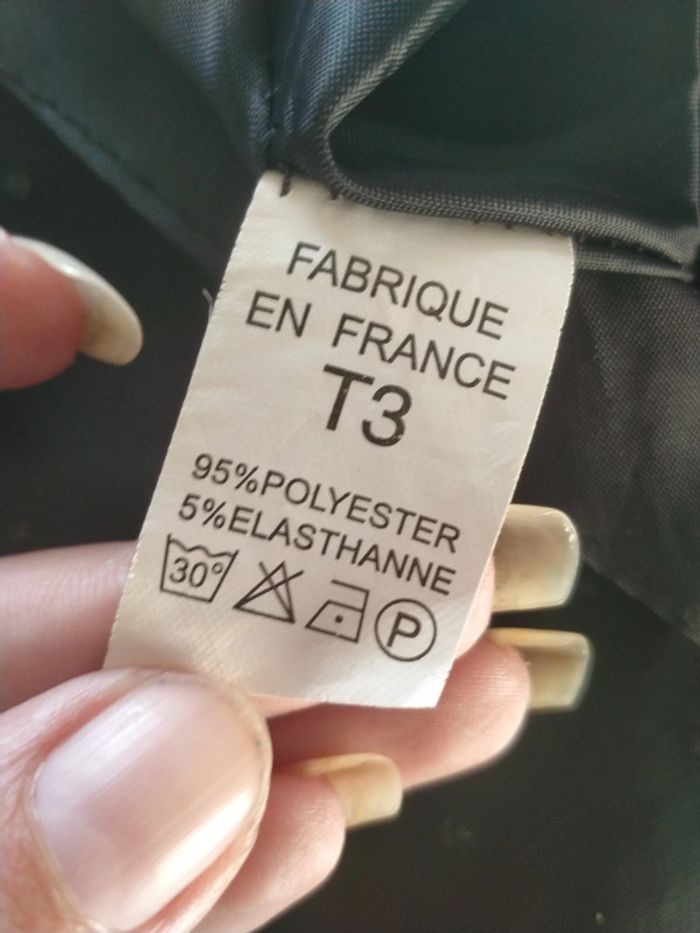 FABRIQUE
EN FRANCE
T3
95%POLYESTER
5%ELASTHANNE
30° P